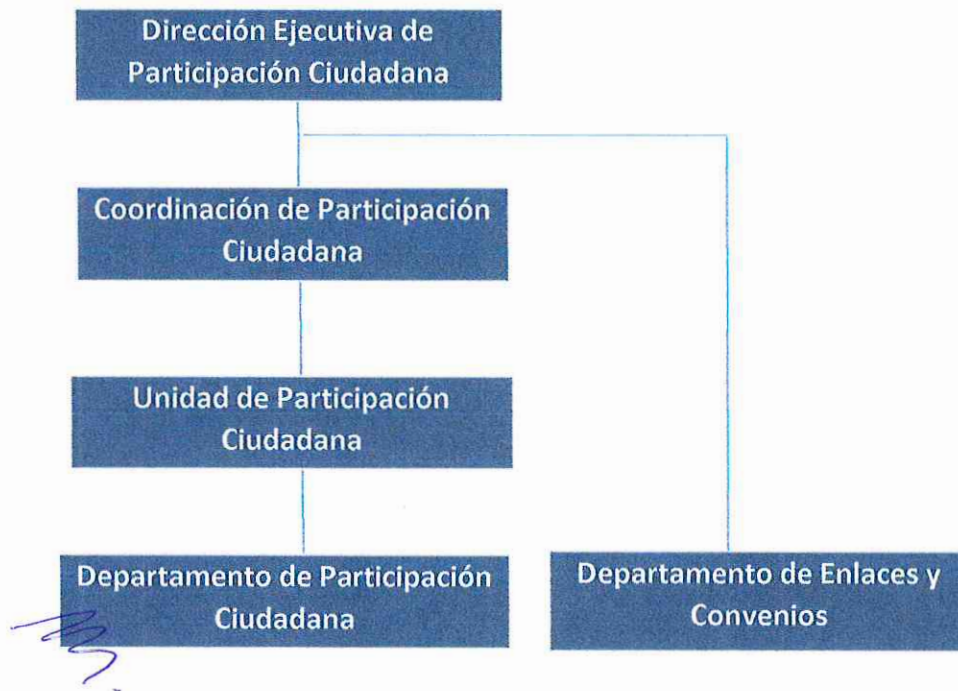 Dirección Ejecutiva de
Participación Ciudadana
Coordinación de Participación
Ciudadana
Unidad de Participación
Ciudadana
Departamento de Participación
Ciudadana
Departamento de Enlaces y
Convenios